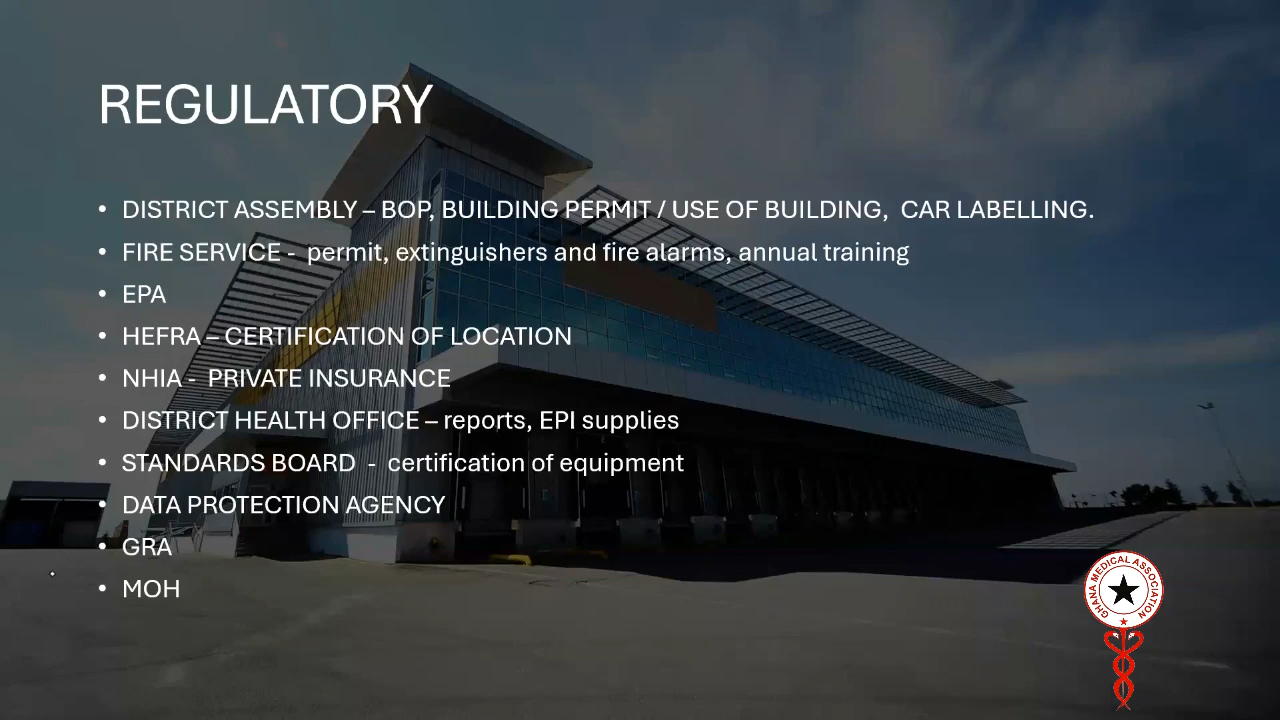 REGULATORY
• DISTRICT ASSEMBLY – BOP, BUILDING PERMIT / USE OF BUILDING,  CAR LABELLING.
• FIRE SERVICE -  permit, extinguishers and fire alarms, annual training
• EPA
• HEFRA – CERTIFICATION OF LOCATION
• NHIA -  PRIVATE INSURANCE
• DISTRICT HEALTH OFFICE – reports, EPI supplies
• STANDARDS BOARD  -  certification of equipment
• DATA PROTECTION AGENCY
• GRA
• MOH
GHANA MEDICAL ASSOCIATION